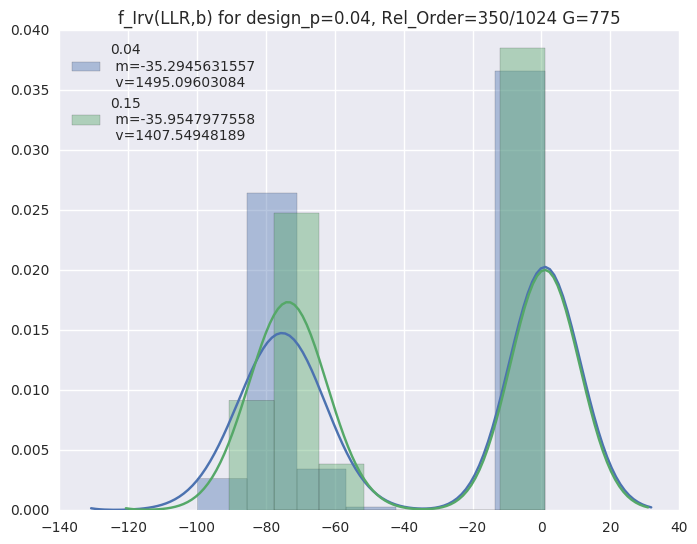 f_Irv(LLR,b) for design_p=0.04, Rel_Order=350/1024 G=775
0.040
0.035
0.030
0.025
0.020
0.015
0.010
0.005
0.000
0.04
m=-35.2945631557
v=1495.09603084
0.15
m=-35.9547977558
v=1407.54948189
−140 −120 −100 −80 −60 −40 −20 0 20 40